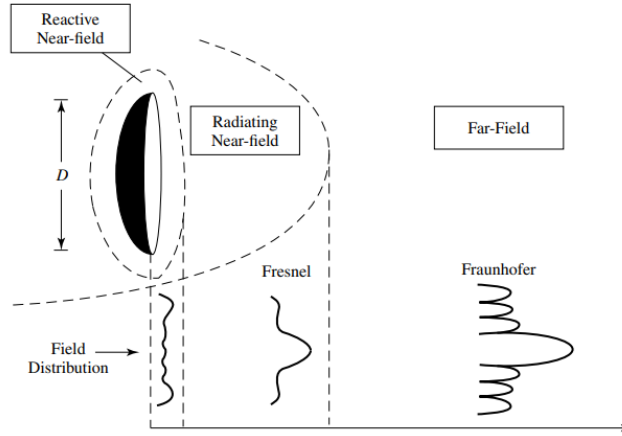 Reactive
Near-field
Radiating
Near-field
Far-Field
D
Fresnel
Fraunhofer
Field
Distribution